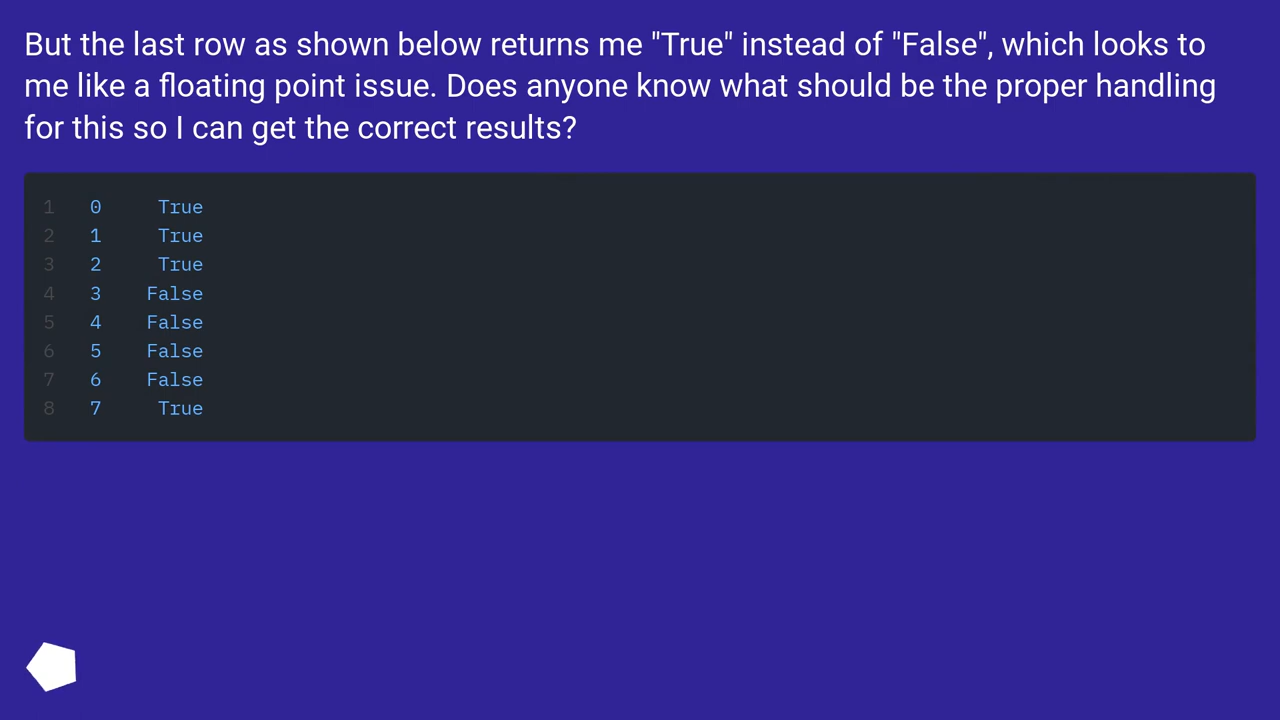 But the last row as shown below returns me "True" instead of "False", which looks to
me like a floating point issue. Does anyone know what should be the proper handling
for this so I can get the correct results?
1 0 True
2 1 True
3 2 True
4 3 False
5 4 False
6 5 False
7 6 False
8 7 True